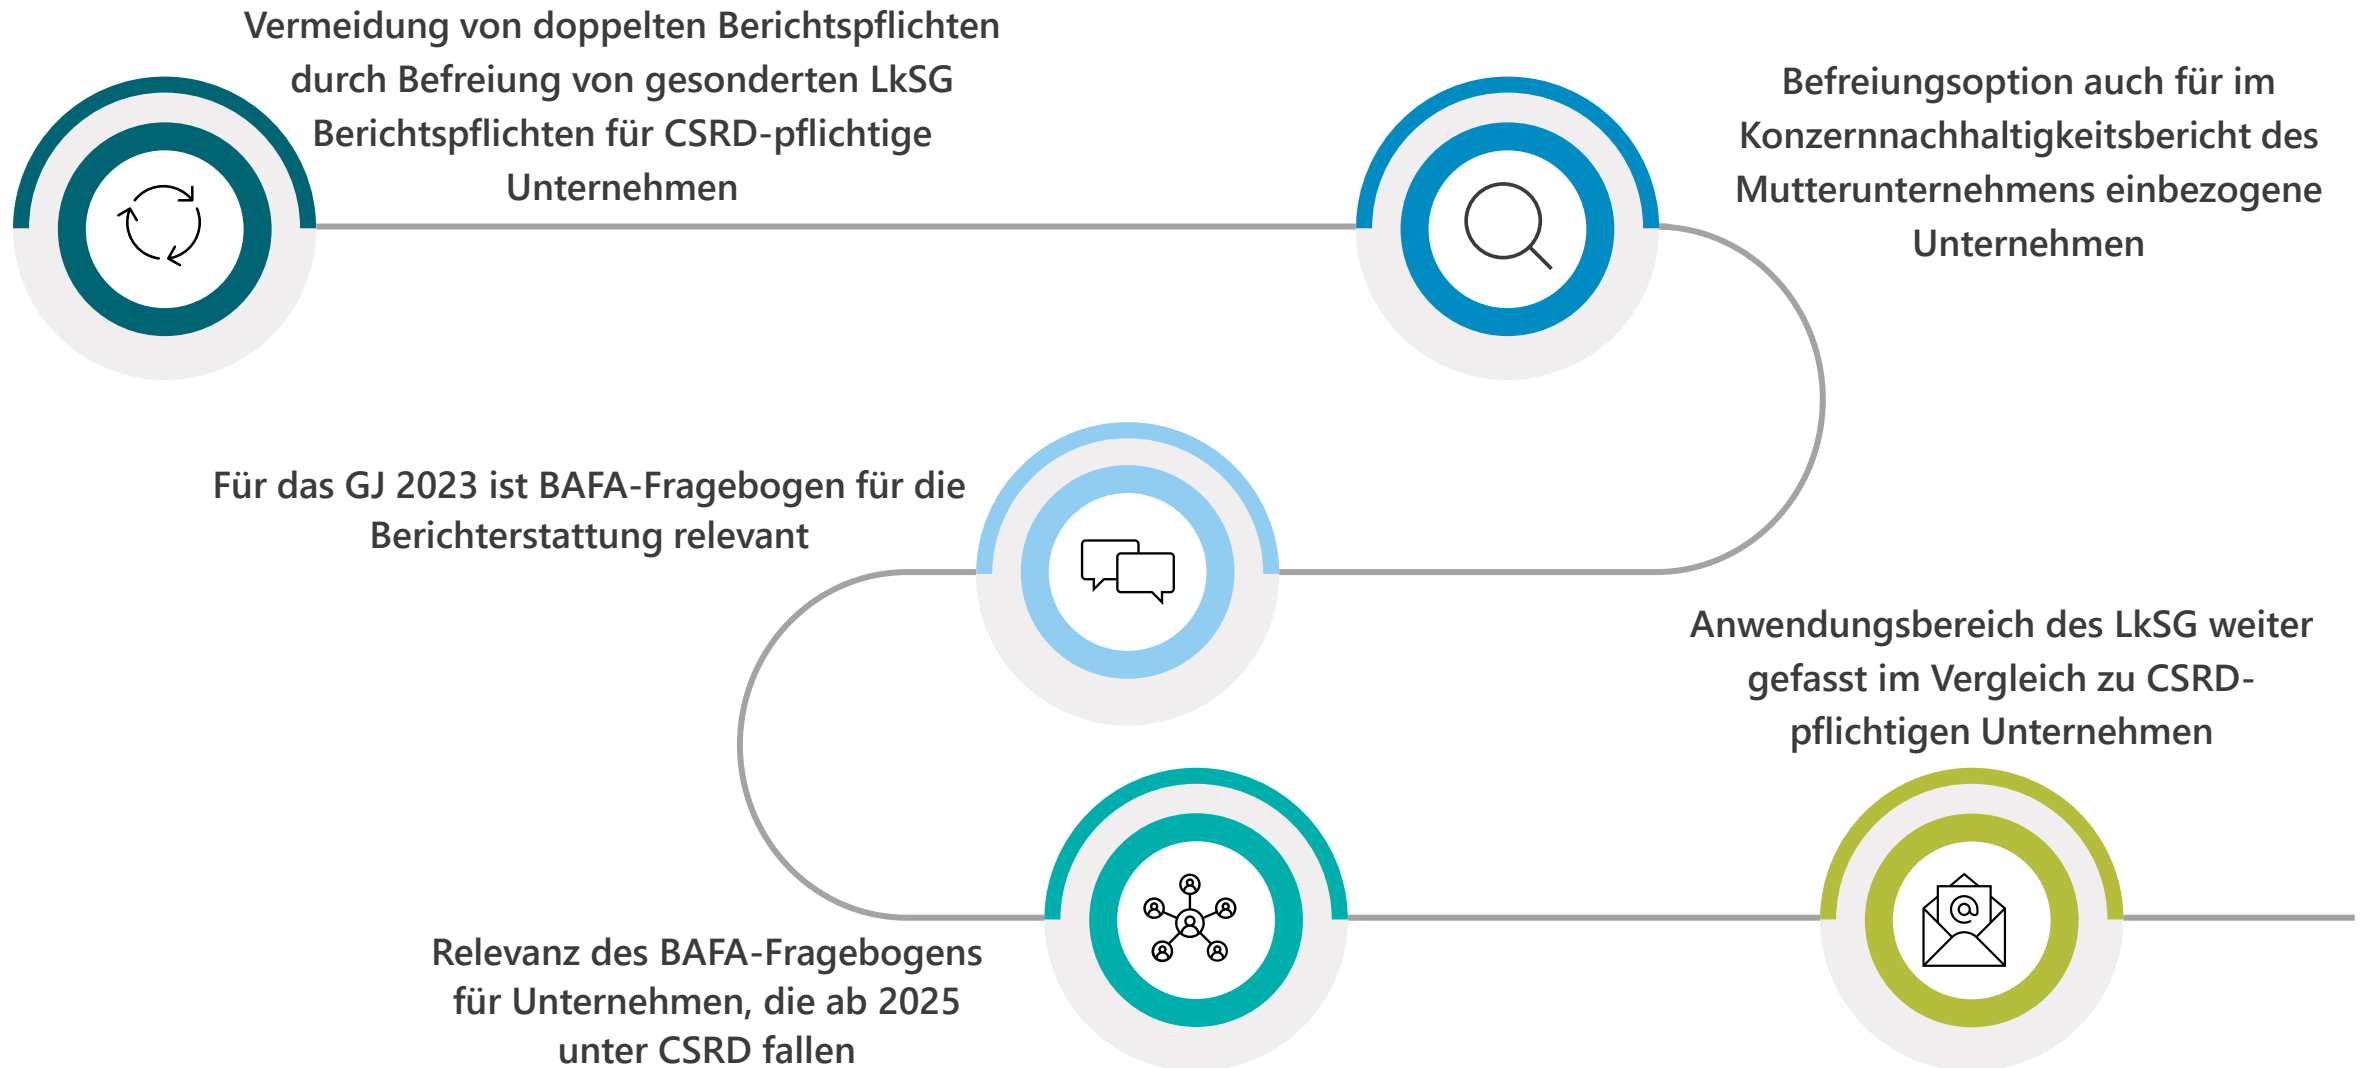 Vermeidung von doppelten Berichtspflichten
durch Befreiung von gesonderten LkSG
Berichtspflichten für CSRD-pflichtige
Unternehmen
Befreiungsoption auch für im
Konzernnachhaltigkeitsbericht des
Mutterunternehmens einbezogene
Unternehmen
Für das GJ 2023 ist BAFA-Fragebogen für die
Berichterstattung relevant
Relevanz des BAFA-Fragebogens
für Unternehmen, die ab 2025
unter CSRD fallen
Anwendungsbereich des LkSG weiter
gefasst im Vergleich zu CSRD-
pflichtigen Unternehmen
@